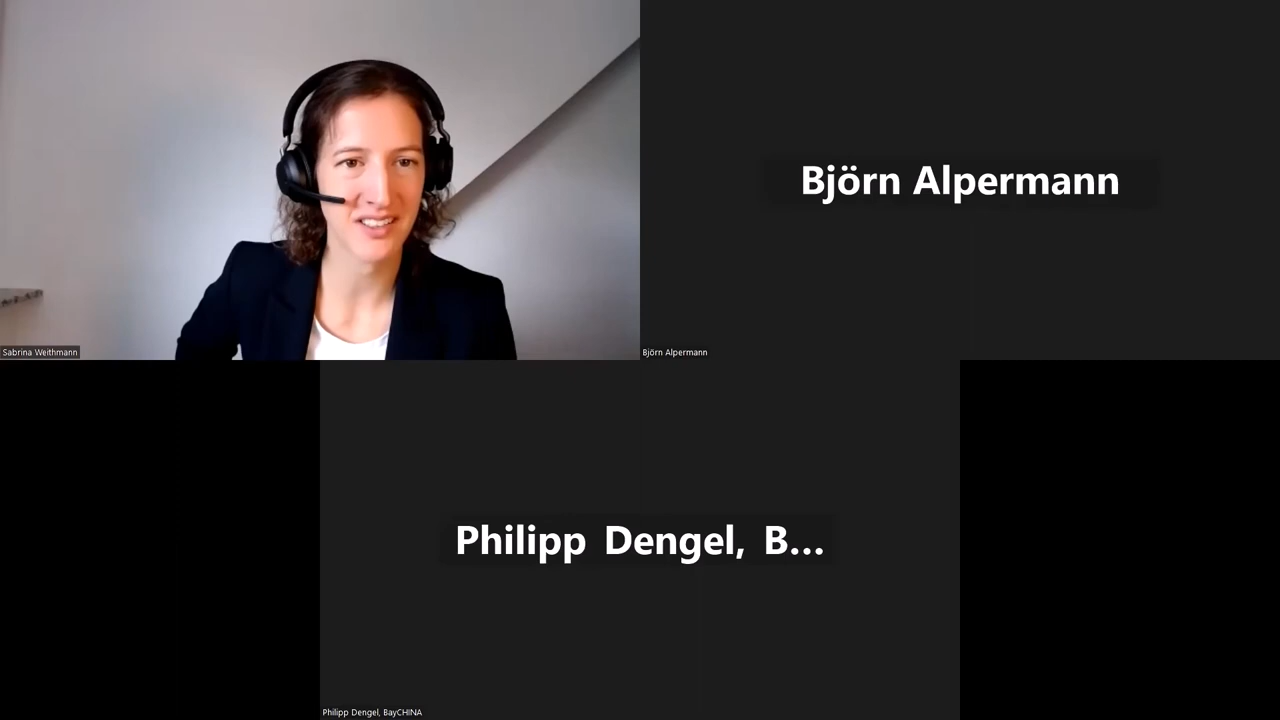 Sabrina Weithmann
Björn Alpermann
Björn Alpermann
Philipp Dengel, B...
Philipp Dengel, BayCHINA